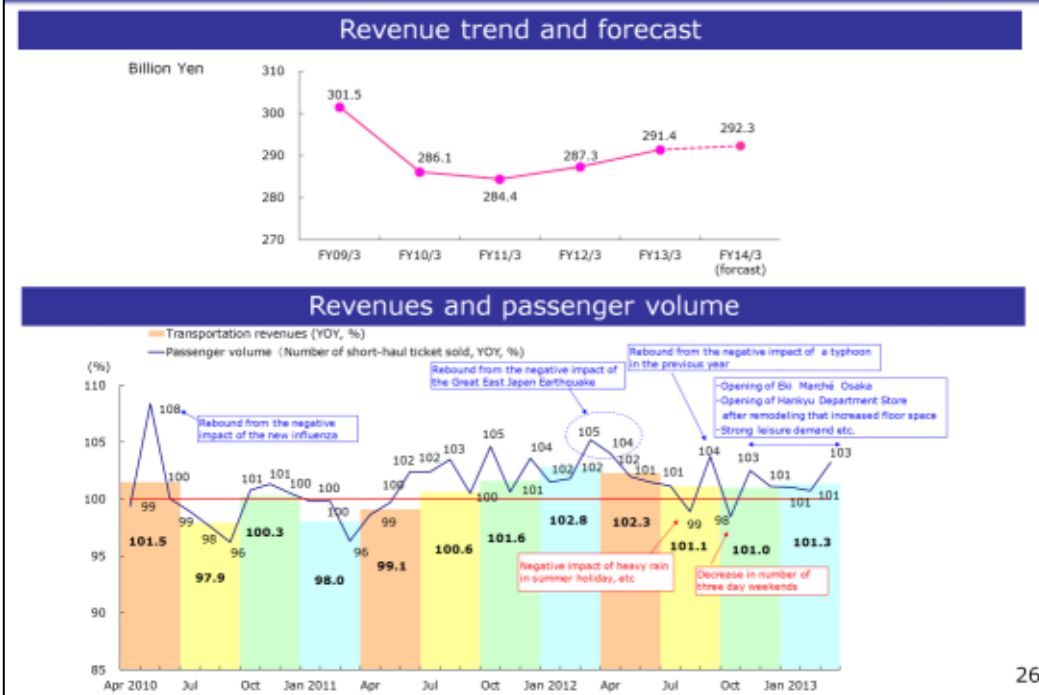 Revenue trend and forecast
Billion Yen
310
300
290
280
270
301.5
286.1
284.4
287.3
291.4
292.3
FY09/3
FY10/3
FY11/3
FY12/3
FY13/3
FY14/3
(forcast)
Revenues and passenger volume
Transportation revenues (YOY, %)
Passenger volume (Number of short-haul ticket sold, YOY, %)
(%)
110
105
100
95
90
85
Rebound from the negative
impact of the new influenza
Rebound from the negative impact of
the Great East Japan Earthquake
Rebound from the negative impact of a typhoon
in the previous year
-Opening of Eki Marché Osaka
-Opening of Hankyu Department Store
after remodeling that increased floor space
-Strong leisure demand etc.
99
108
100
99
98
96
101
101
100
100
100
96
99
100
102
102
103
100
105
101
104
102
102
105
104
102
101
101
99
104
98
103
101
101
101
103
101.5
97.9
100.3
98.0
99.1
100.6
101.6
102.8
102.3
101.1
101.0
101.3
Negative impact of heavy rain
in summer holiday, etc
Decrease in number of
three day weekends
Apr 2010
Jul
Oct
Jan 2011
Apr
Jul
Oct
Jan 2012
Apr
Jul
Oct
Jan 2013
26